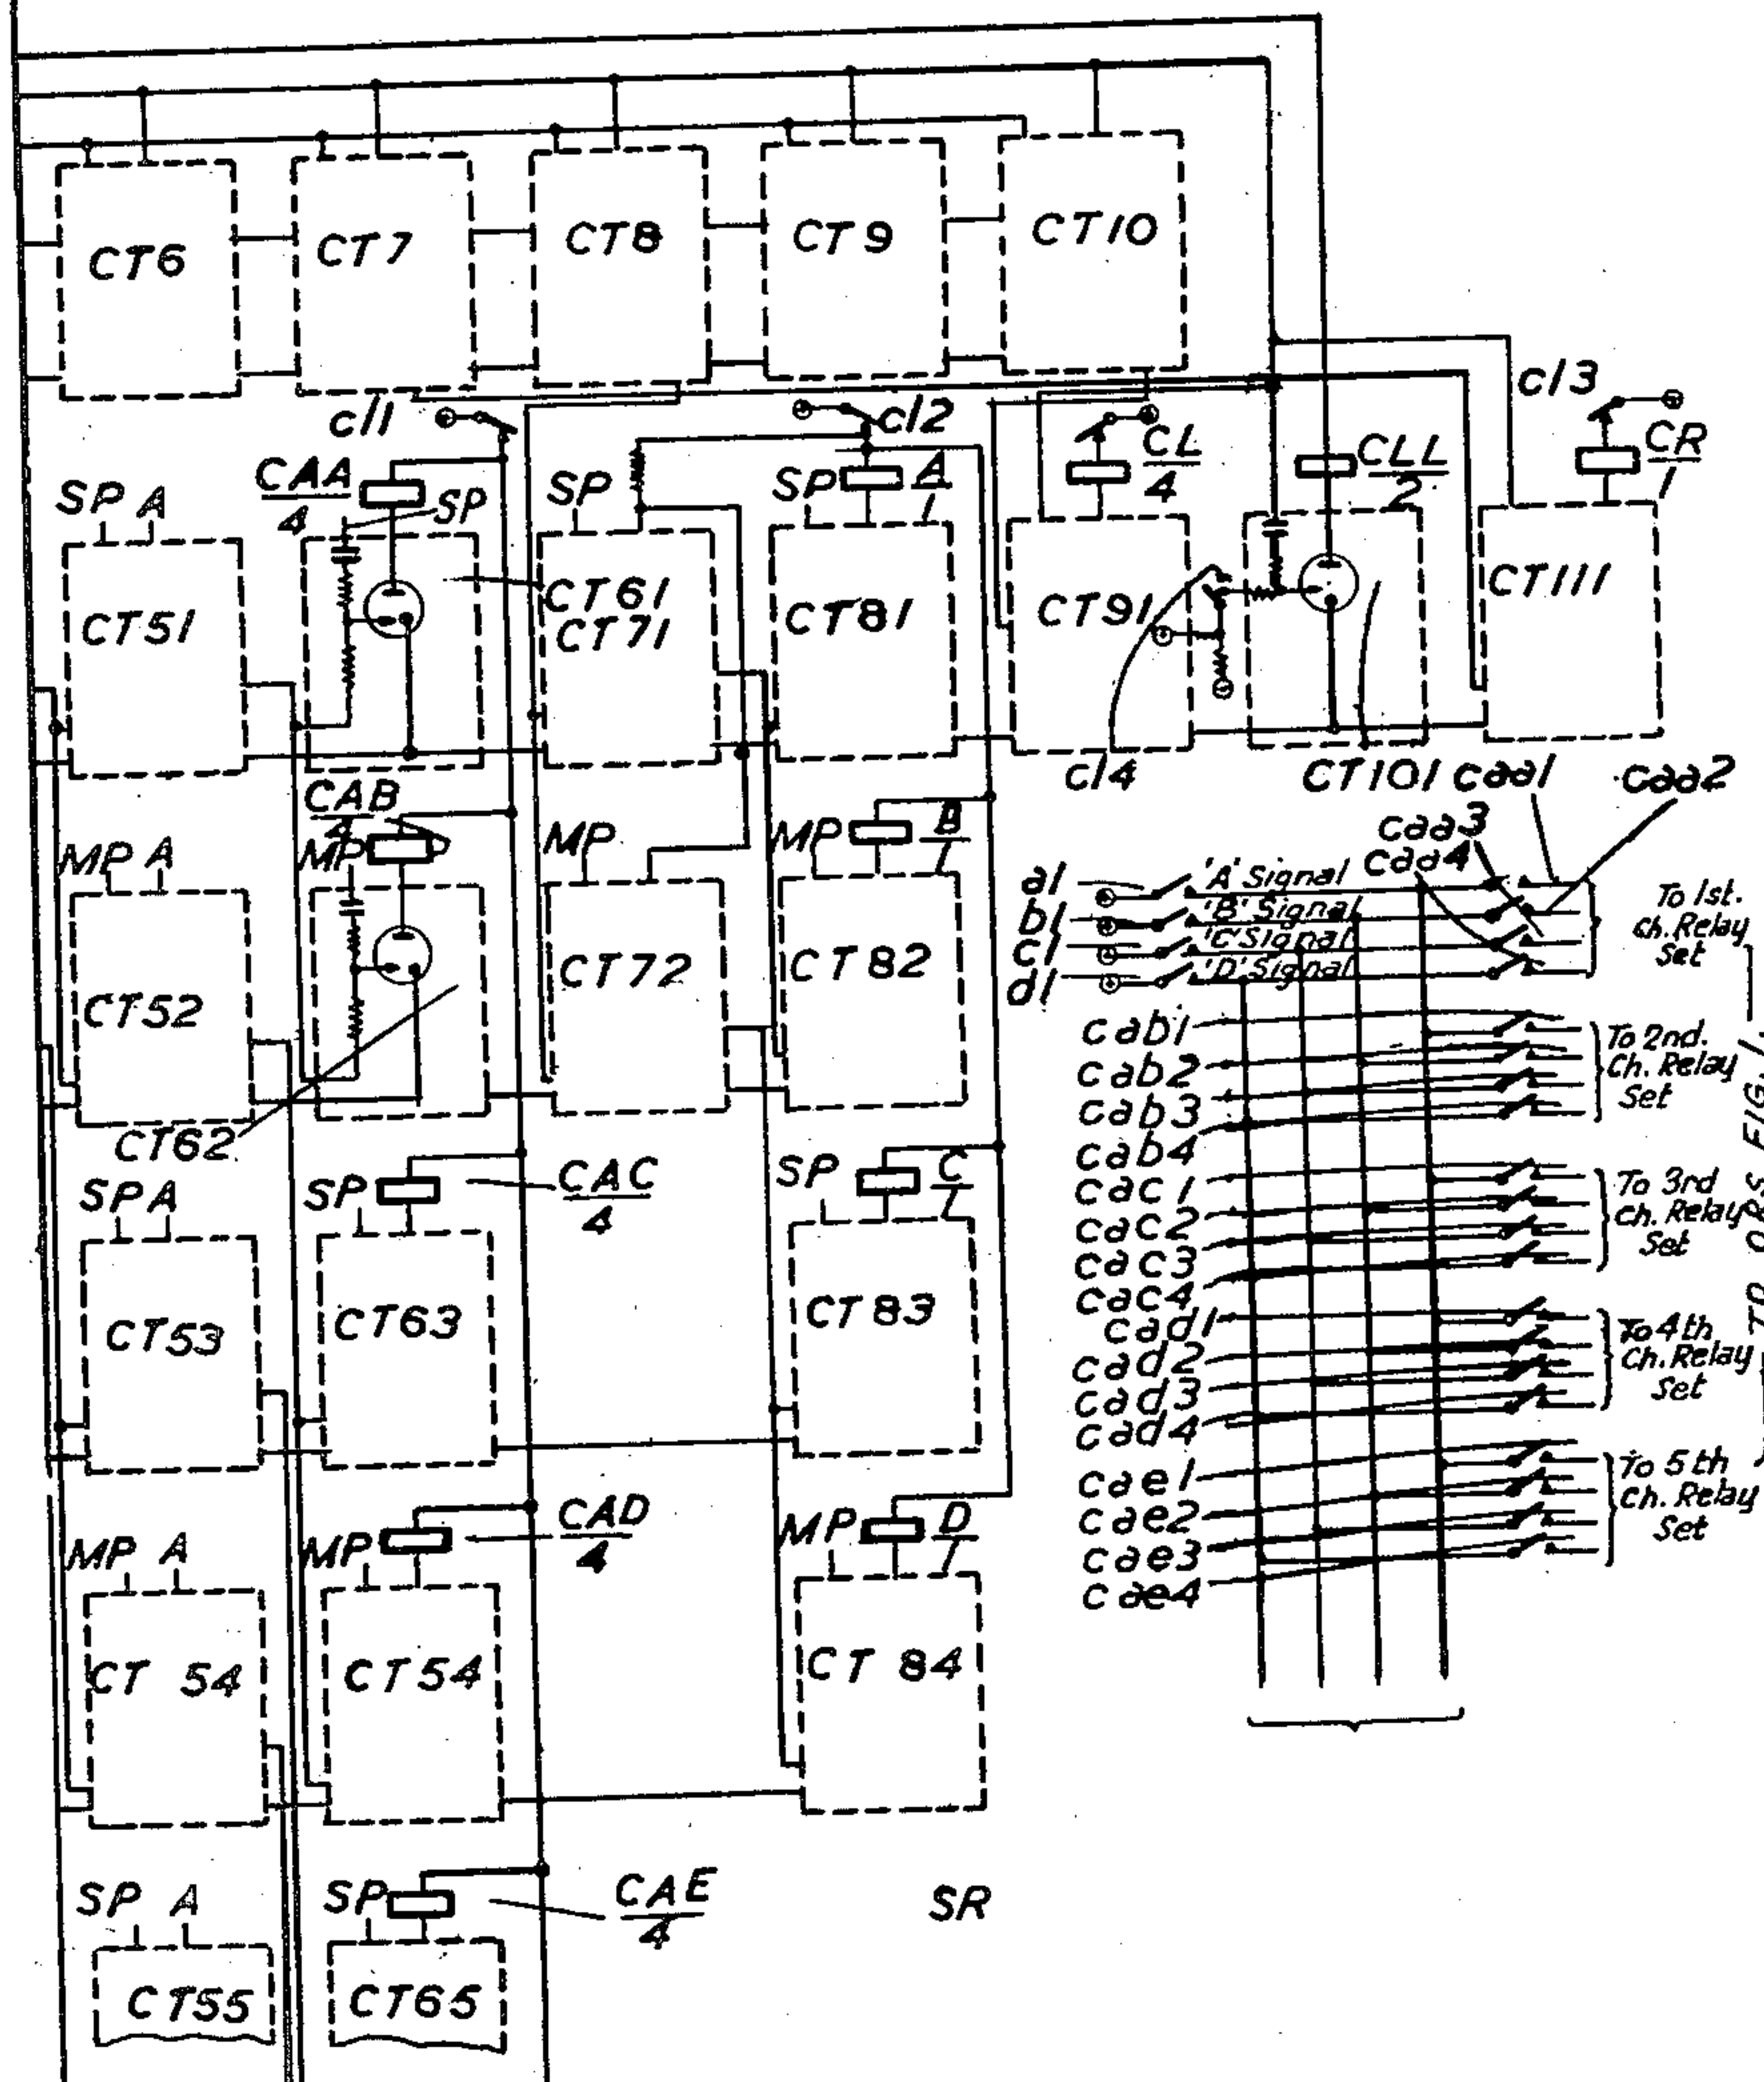 CT6 CT7 CT8 CT9 CT10
cl1 cl2 cl3
CAA/4 SP CL/4 CLL/2 CR/1
SP A SP SP A/1
CT51 CT61 CT71 CT81 CT91 CT111
cl4 CT101 caa1 caa2
CAB/4 caa3
caa4
MP A MP MP MP B/1
CT52 CT72 CT82
CT62
a1 'A' Signal
b1 'B' Signal
c1 'C' Signal
d1 'D' Signal
To 1st.
Ch. Relay
Set
cab1
cab2
cab3
cab4
To 2nd.
Ch. Relay
Set
SP A SP CAC/4 SP C/1
CT53 CT63 CT83
cac1
cac2
cac3
cac4
To 3rd
Ch. Relay
Set
cad1
cad2
cad3
cad4
To 4th
Ch. Relay
Set
MP A MP CAD/4 MP D/1
CT 54 CT54 CT 84
cae1
cae2
cae3
cae4
To 5th
Ch. Relay
Set
TO ORS FIG.1.
SP A SP CAE/4 SR
CT55 CT65